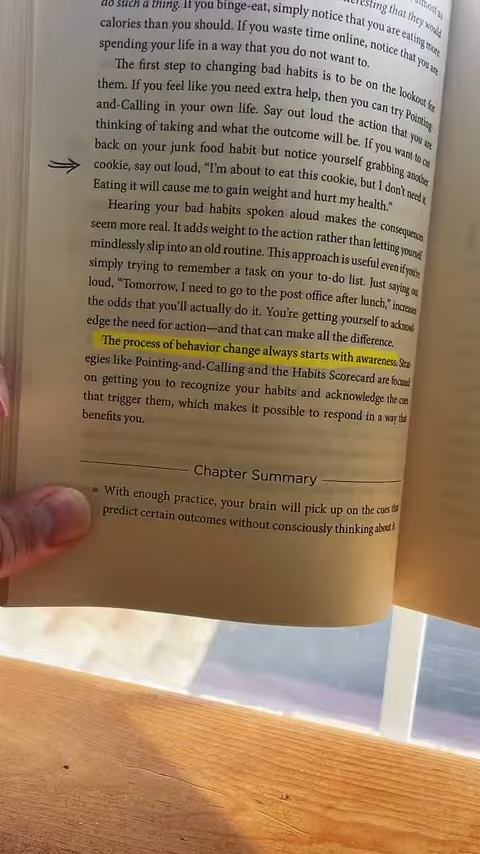 do such a thing. If you binge-eat, simply notice that you are eating more
calories than you should. If you waste time online, notice that you are
spending your life in a way that you do not want to.
The first step to changing bad habits is to be on the lookout for
them. If you feel like you need extra help, then you can try Pointing-
and-Calling in your own life. Say out loud the action that you are
thinking of taking and what the outcome will be. If you want to cut
back on your junk food habit but notice yourself grabbing another
cookie, say out loud, “I’m about to eat this cookie, but I don’t need it.
Eating it will cause me to gain weight and hurt my health.”
Hearing your bad habits spoken aloud makes the consequences
seem more real. It adds weight to the action rather than letting yourself
mindlessly slip into an old routine. This approach is useful even if you’re
simply trying to remember a task on your to-do list. Just saying out
loud, “Tomorrow, I need to go to the post office after lunch,” increases
the odds that you’ll actually do it. You’re getting yourself to acknowl-
edge the need for action—and that can make all the difference.
The process of behavior change always starts with awareness. Strat-
egies like Pointing-and-Calling and the Habits Scorecard are focused
on getting you to recognize your habits and acknowledge the cues
that trigger them, which makes it possible to respond in a way that
benefits you.
Chapter Summary
With enough practice, your brain will pick up on the cues that
predict certain outcomes without consciously thinking about it.